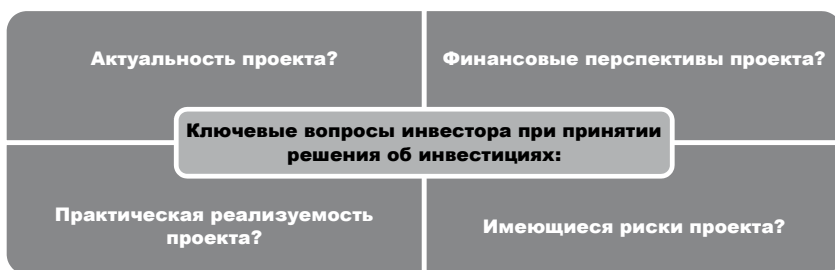 Актуальность проекта?
Финансовые перспективы проекта?
Ключевые вопросы инвестора при принятии
решения об инвестициях:
Практическая реализуемость
проекта?
Имеющиеся риски проекта?